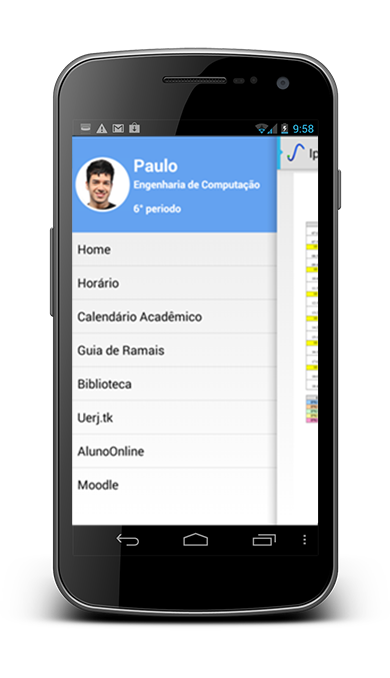 9:58
Paulo
Engenharia de Computação
6° periodo
Ip
Home
Horário
Calendário Acadêmico
Guia de Ramais
Biblioteca
Uerj.tk
AlunoOnline
Moodle